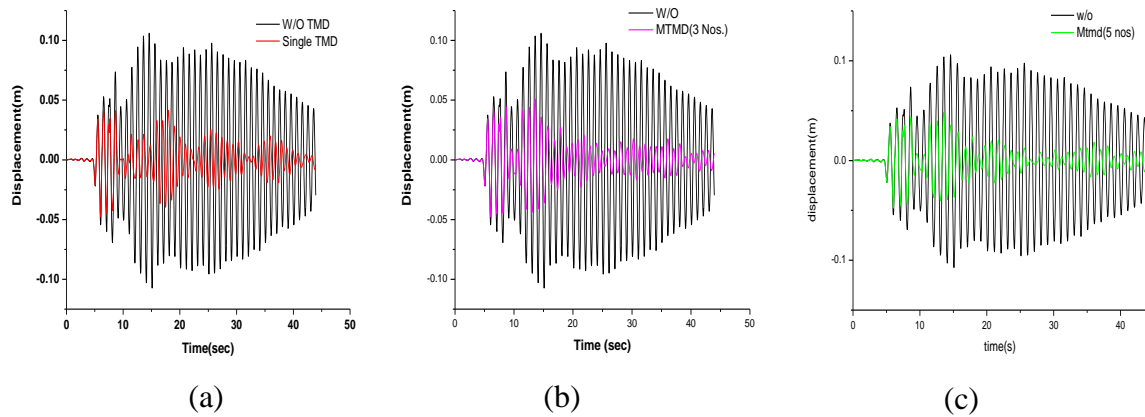 W/O TMD
Single TMD
0.10
0.05
0.00
-0.05
-0.10
Displacement(m)
0
10
20
30
40
50
Time(sec)
(a)
W/O
MTMD(3 Nos.)
0.10
0.05
0.00
-0.05
-0.10
Displacement(m)
0
10
20
30
40
50
Time (sec)
(b)
w/o
Mtmd(5 nos)
0.1
0.0
-0.1
displacement(m)
0
10
20
30
40
time(s)
(c)